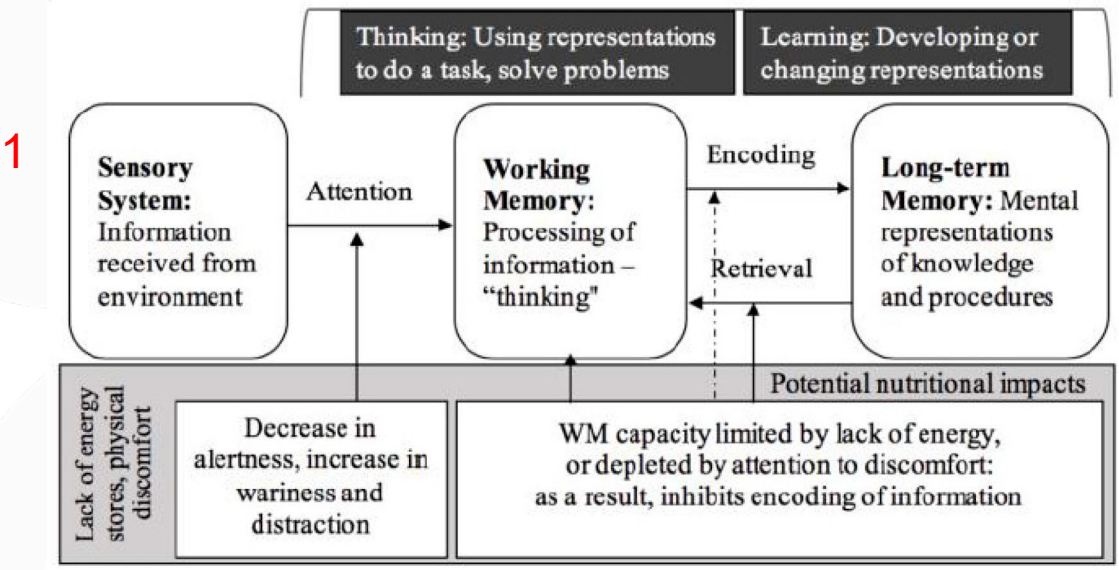 Thinking: Using representations
to do a task, solve problems
Learning: Developing or
changing representations
1
Sensory
System:
Information
received from
environment
Attention
Working
Memory:
Processing of
information –
“thinking"
Encoding
Retrieval
Long-term
Memory: Mental
representations
of knowledge
and procedures
Potential nutritional impacts
Lack of energy
stores, physical
discomfort
Decrease in
alertness, increase in
wariness and
distraction
WM capacity limited by lack of energy,
or depleted by attention to discomfort:
as a result, inhibits encoding of information